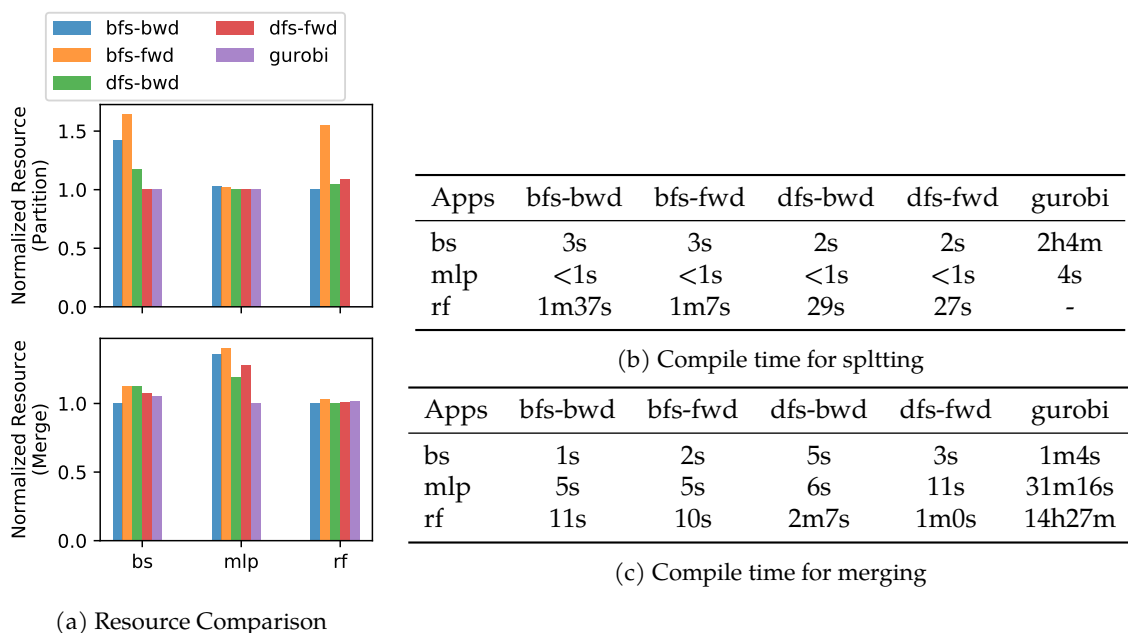 bfs-bwd
bfs-fwd
dfs-bwd
dfs-fwd
gurobi
Normalized Resource
(Partition)
1.5
1.0
0.5
0.0
Normalized Resource
(Merge)
1.0
0.5
0.0
bs mlp rf
(a) Resource Comparison
Apps bfs-bwd bfs-fwd dfs-bwd dfs-fwd gurobi
bs 3s 3s 2s 2s 2h4m
mlp <1s <1s <1s <1s 4s
rf 1m37s 1m7s 29s 27s -
(b) Compile time for spltting
Apps bfs-bwd bfs-fwd dfs-bwd dfs-fwd gurobi
bs 1s 2s 5s 3s 1m4s
mlp 5s 5s 6s 11s 31m16s
rf 11s 10s 2m7s 1m0s 14h27m
(c) Compile time for merging